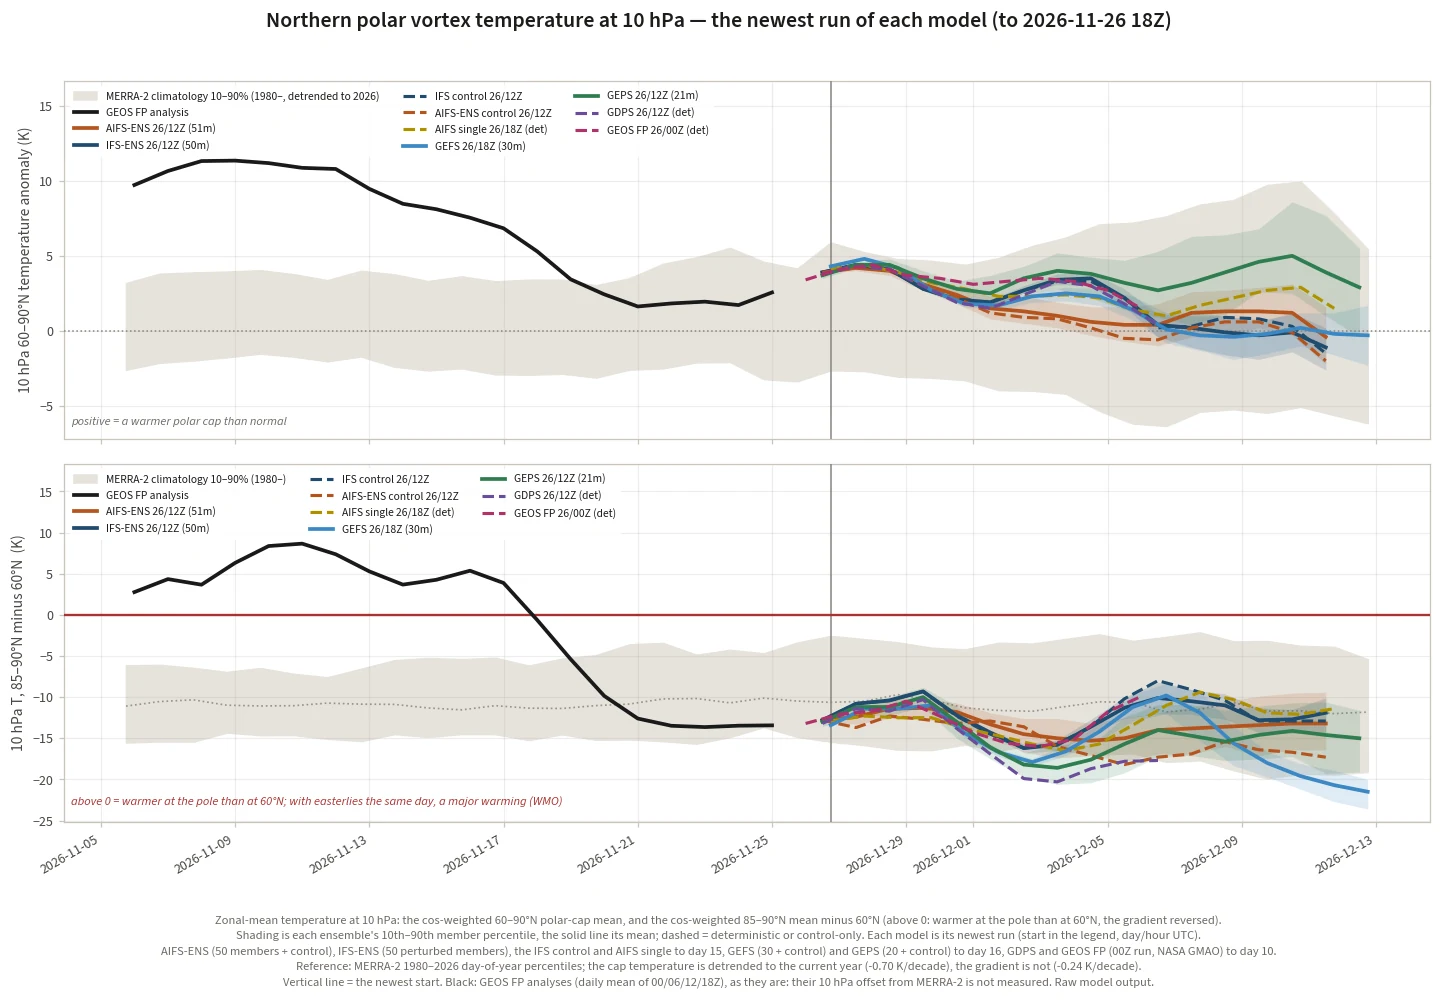 Northern polar vortex temperature at 10 hPa — the newest run of each model (to 2026-11-26 18Z)
10 hPa 60–90°N temperature anomaly (K)
15
10
5
0
−5
MERRA-2 climatology 10–90% (1980–, detrended to 2026)
GEOS FP analysis
AIFS-ENS 26/12Z (51m)
IFS-ENS 26/12Z (50m)
IFS control 26/12Z
AIFS-ENS control 26/12Z
AIFS single 26/18Z (det)
GEFS 26/18Z (30m)
GEPS 26/12Z (21m)
GDPS 26/12Z (det)
GEOS FP 26/00Z (det)
positive = a warmer polar cap than normal
10 hPa T, 85–90°N minus 60°N (K)
15
10
5
0
−5
−10
−15
−20
−25
MERRA-2 climatology 10–90% (1980–)
GEOS FP analysis
AIFS-ENS 26/12Z (51m)
IFS-ENS 26/12Z (50m)
IFS control 26/12Z
AIFS-ENS control 26/12Z
AIFS single 26/18Z (det)
GEFS 26/18Z (30m)
GEPS 26/12Z (21m)
GDPS 26/12Z (det)
GEOS FP 26/00Z (det)
above 0 = warmer at the pole than at 60°N; with easterlies the same day, a major warming (WMO)
2026-11-05
2026-11-09
2026-11-13
2026-11-17
2026-11-21
2026-11-25
2026-11-29
2026-12-01
2026-12-05
2026-12-09
2026-12-13
Zonal-mean temperature at 10 hPa: the cos-weighted 60–90°N polar-cap mean, and the cos-weighted 85–90°N mean minus 60°N (above 0: warmer at the pole than at 60°N, the gradient reversed).
Shading is each ensemble's 10th–90th member percentile, the solid line its mean; dashed = deterministic or control-only. Each model is its newest run (start in the legend, day/hour UTC).
AIFS-ENS (50 members + control), IFS-ENS (50 perturbed members), the IFS control and AIFS single to day 15, GEFS (30 + control) and GEPS (20 + control) to day 16, GDPS and GEOS FP (00Z run, NASA GMAO) to day 10.
Reference: MERRA-2 1980–2026 day-of-year percentiles; the cap temperature is detrended to the current year (-0.70 K/decade), the gradient is not (-0.24 K/decade).
Vertical line = the newest start. Black: GEOS FP analyses (daily mean of 00/06/12/18Z), as they are: their 10 hPa offset from MERRA-2 is not measured. Raw model output.